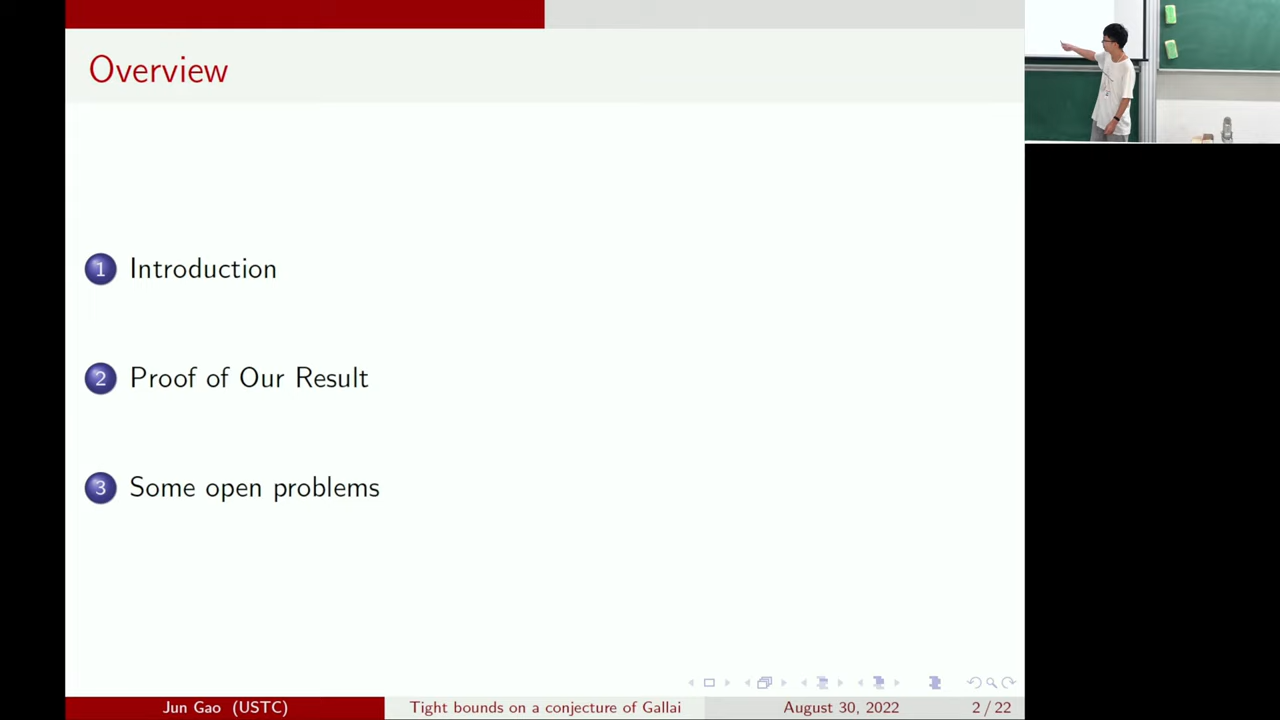 Overview
1 Introduction
2 Proof of Our Result
3 Some open problems
Jun Gao (USTC) Tight bounds on a conjecture of Gallai August 30, 2022 2 / 22